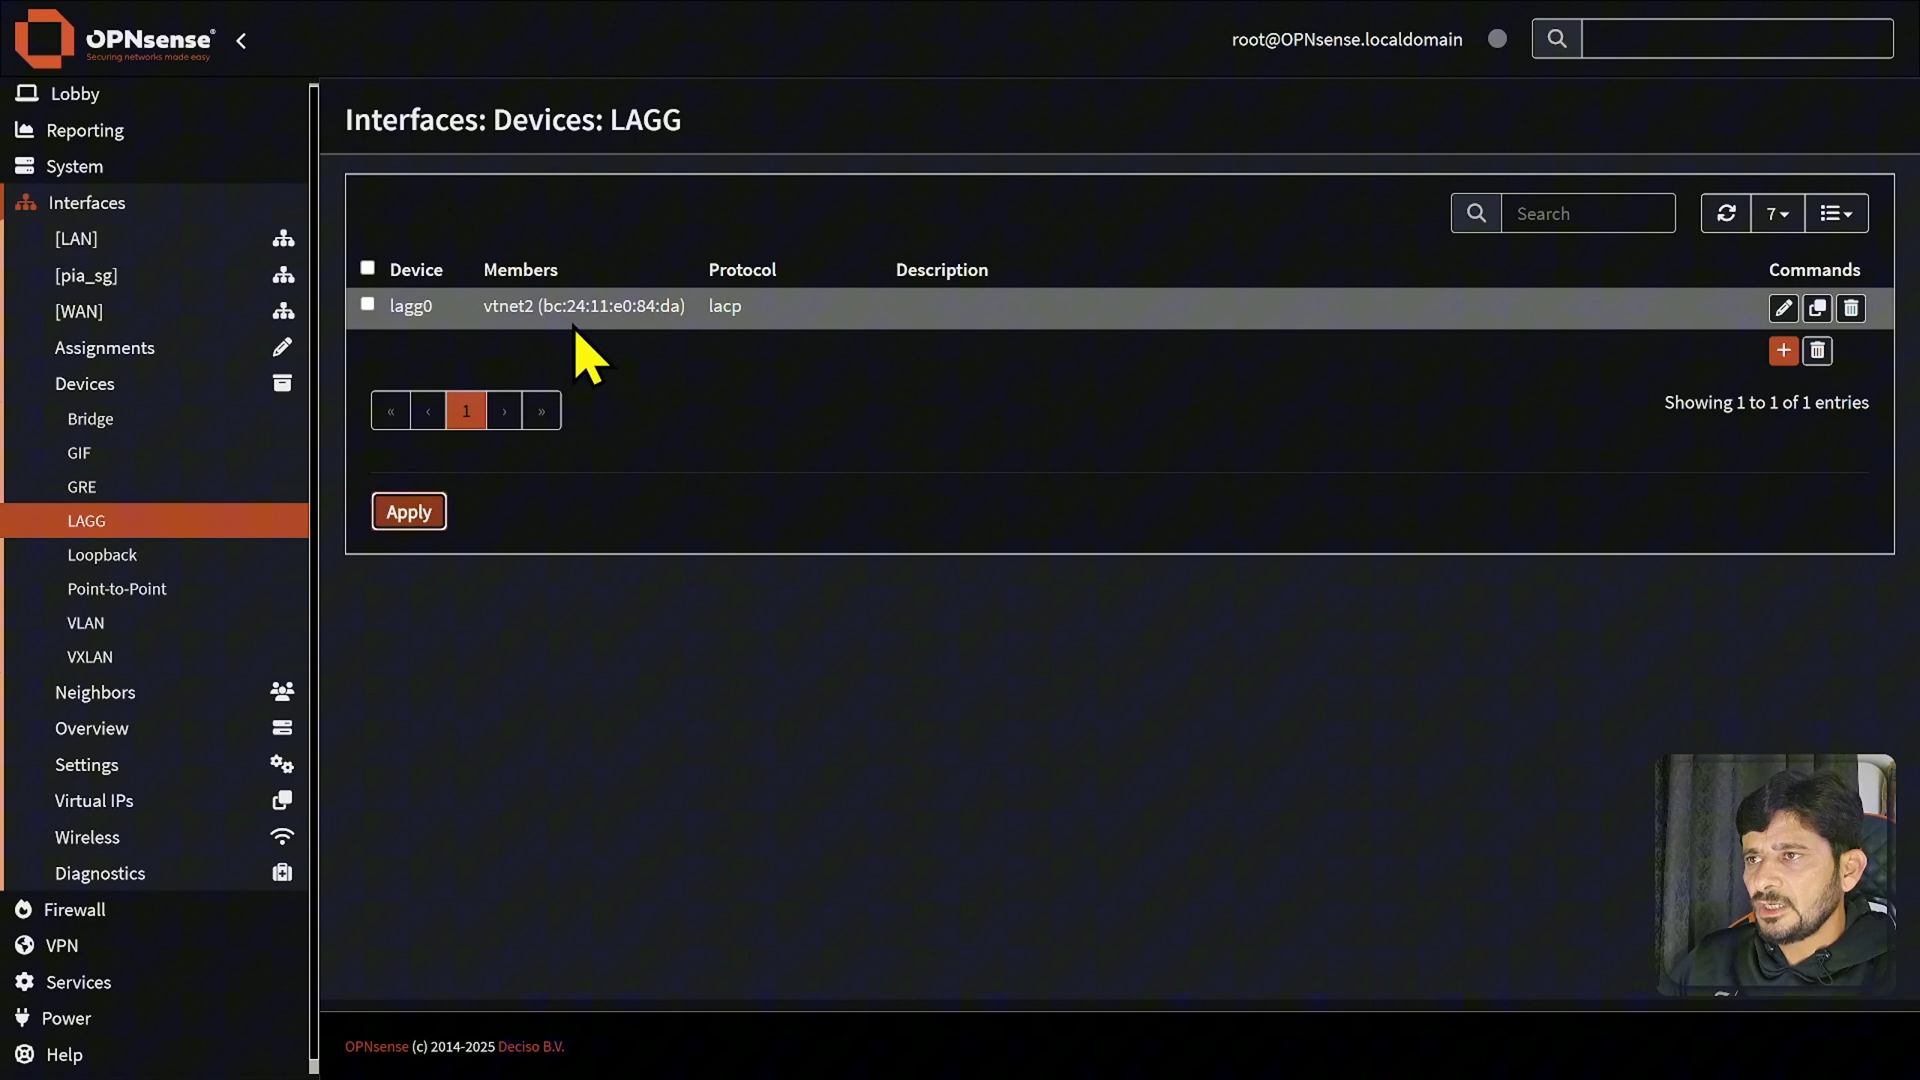 OPNsense®
Securing networks made easy
root@OPNsense.localdomain
Lobby
Reporting
System
Interfaces
[LAN]
[pia_sg]
[WAN]
Assignments
Devices
Bridge
GIF
GRE
LAGG
Loopback
Point-to-Point
VLAN
VXLAN
Neighbors
Overview
Settings
Virtual IPs
Wireless
Diagnostics
Firewall
VPN
Services
Power
Help
Interfaces: Devices: LAGG
Search
7
Device Members Protocol Description Commands
lagg0 vtnet2 (bc:24:11:e0:84:da) lacp
« ‹ 1 › »
Showing 1 to 1 of 1 entries
Apply
OPNsense (c) 2014-2025 Deciso B.V.